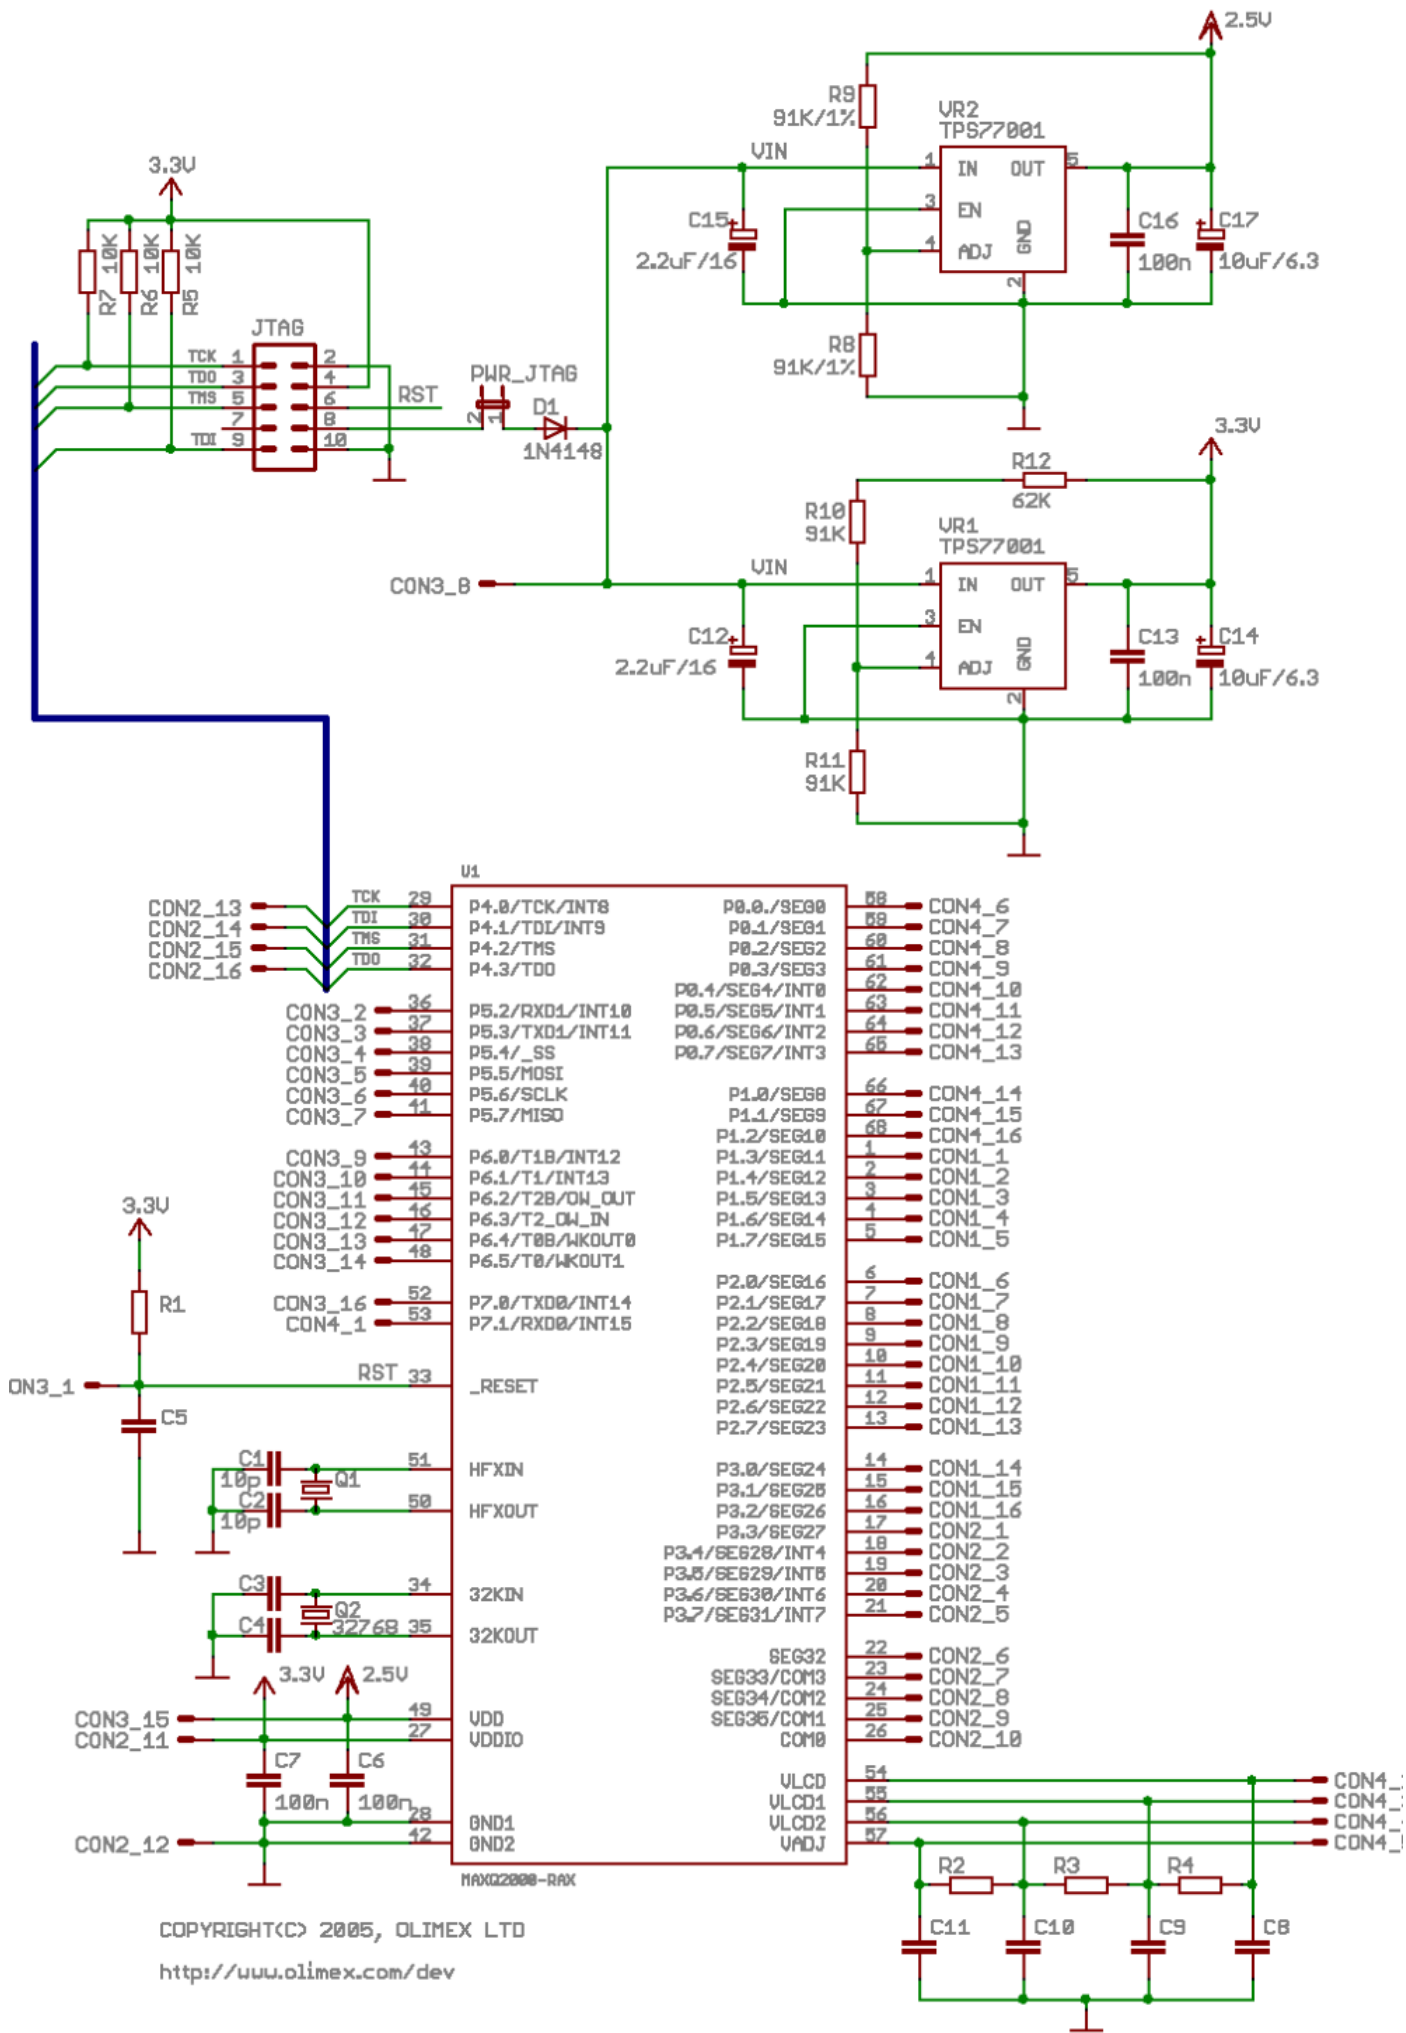 2.5V
R9
91K/1%
VR2
TPS77001
VIN
1 IN OUT 5
3 EN
4 ADJ
GND
2
C15
2.2uF/16
C16
100n
C17
10uF/6.3
R8
91K/1%
3.3V
R7 10K
R6 10K
R5 10K
JTAG
TCK 1 2
TDO 3 4
TMS 5 6 RST
7 8
TDI 9 10
PWR_JTAG
2 1
D1
1N4148
3.3V
R12
62K
R10
91K
VR1
TPS77001
CON3_8
VIN
1 IN OUT 5
3 EN
4 ADJ
GND
2
C12
2.2uF/16
C13
100n
C14
10uF/6.3
R11
91K
U1
CON2_13 TCK 29 P4.0/TCK/INT8
CON2_14 TDI 30 P4.1/TDI/INT9
CON2_15 TMS 31 P4.2/TMS
CON2_16 TDO 32 P4.3/TDO
CON3_2 36 P5.2/RXD1/INT10
CON3_3 37 P5.3/TXD1/INT11
CON3_4 38 P5.4/_SS
CON3_5 39 P5.5/MOSI
CON3_6 40 P5.6/SCLK
CON3_7 41 P5.7/MISO
CON3_9 43 P6.0/T1B/INT12
CON3_10 44 P6.1/T1/INT13
CON3_11 45 P6.2/T2B/OW_OUT
CON3_12 46 P6.3/T2_OW_IN
CON3_13 47 P6.4/T0B/WKOUT0
CON3_14 48 P6.5/T0/WKOUT1
CON3_16 52 P7.0/TXD0/INT14
CON4_1 53 P7.1/RXD0/INT15
3.3V
R1
ON3_1 RST 33 _RESET
C5
C1
10p
51 HFXIN
Q1
C2
10p
50 HFXOUT
C3
34 32KIN
Q2
32768
C4
35 32KOUT
3.3V
2.5V
CON3_15 49 VDD
CON2_11 27 VDDIO
C7
100n
C6
100n
28 GND1
CON2_12 42 GND2
P0.0./SEG0 58 CON4_6
P0.1/SEG1 59 CON4_7
P0.2/SEG2 60 CON4_8
P0.3/SEG3 61 CON4_9
P0.4/SEG4/INT0 62 CON4_10
P0.5/SEG5/INT1 63 CON4_11
P0.6/SEG6/INT2 64 CON4_12
P0.7/SEG7/INT3 65 CON4_13
P1.0/SEG8 66 CON4_14
P1.1/SEG9 67 CON4_15
P1.2/SEG10 68 CON4_16
P1.3/SEG11 1 CON1_1
P1.4/SEG12 2 CON1_2
P1.5/SEG13 3 CON1_3
P1.6/SEG14 4 CON1_4
P1.7/SEG15 5 CON1_5
P2.0/SEG16 6 CON1_6
P2.1/SEG17 7 CON1_7
P2.2/SEG18 8 CON1_8
P2.3/SEG19 9 CON1_9
P2.4/SEG20 10 CON1_10
P2.5/SEG21 11 CON1_11
P2.6/SEG22 12 CON1_12
P2.7/SEG23 13 CON1_13
P3.0/SEG24 14 CON1_14
P3.1/SEG25 15 CON1_15
P3.2/SEG26 16 CON1_16
P3.3/SEG27 17 CON2_1
P3.4/SEG28/INT4 18 CON2_2
P3.5/SEG29/INT5 19 CON2_3
P3.6/SEG30/INT6 20 CON2_4
P3.7/SEG31/INT7 21 CON2_5
SEG32 22 CON2_6
SEG33/COM3 23 CON2_7
SEG34/COM2 24 CON2_8
SEG35/COM1 25 CON2_9
COM0 26 CON2_10
VLCD 54 CON4_
VLCD1 55 CON4_
VLCD2 56 CON4_
VADJ 57 CON4_
MAXQ2000-RAX
R2
R3
R4
C11
C10
C9
C8
COPYRIGHT(C) 2005, OLIMEX LTD
http://www.olimex.com/dev